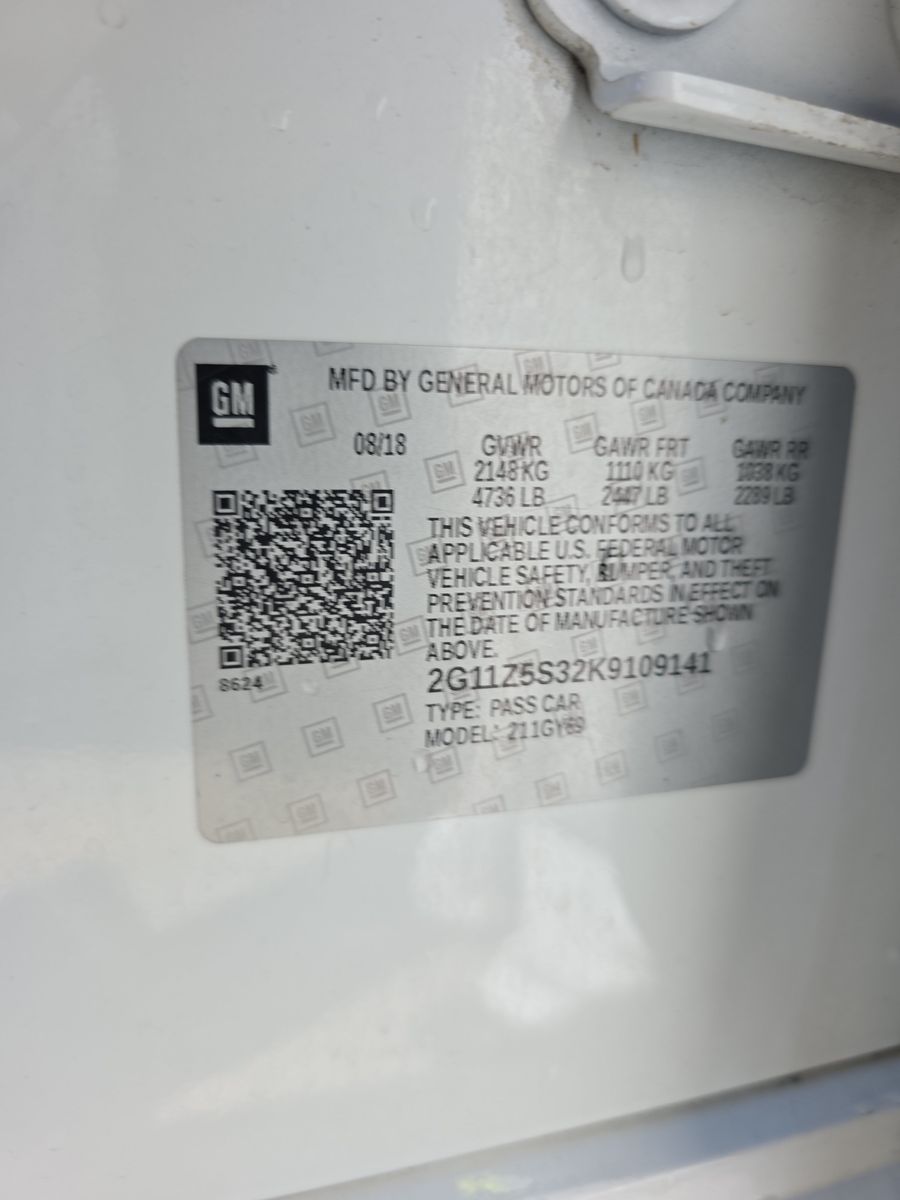 GM
MFD BY GENERAL MOTORS OF CANADA COMPANY
08/18 GVWR GAWR FRT GAWR RR
2148 KG 1110 KG 1038 KG
4736 LB 2447 LB 2289 LB
THIS VEHICLE CONFORMS TO ALL
APPLICABLE U.S. FEDERAL MOTOR
VEHICLE SAFETY, BUMPER, AND THEFT
PREVENTION STANDARDS IN EFFECT ON
THE DATE OF MANUFACTURE SHOWN
ABOVE.
8624
2G11Z5S32K9109141
TYPE: PASS CAR
MODEL: 211GY69